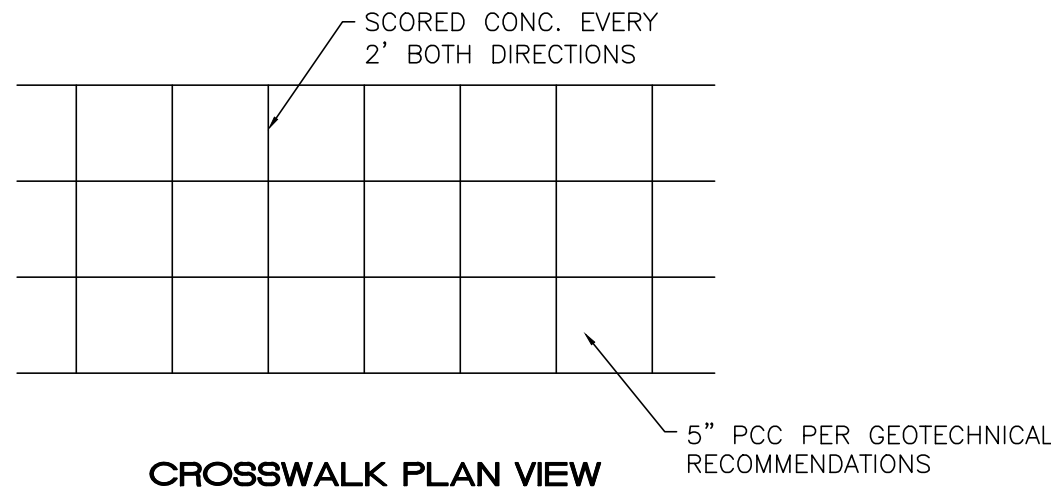 SCORED CONC. EVERY
2' BOTH DIRECTIONS
5" PCC PER GEOTECHNICAL
RECOMMENDATIONS
CROSSWALK PLAN VIEW